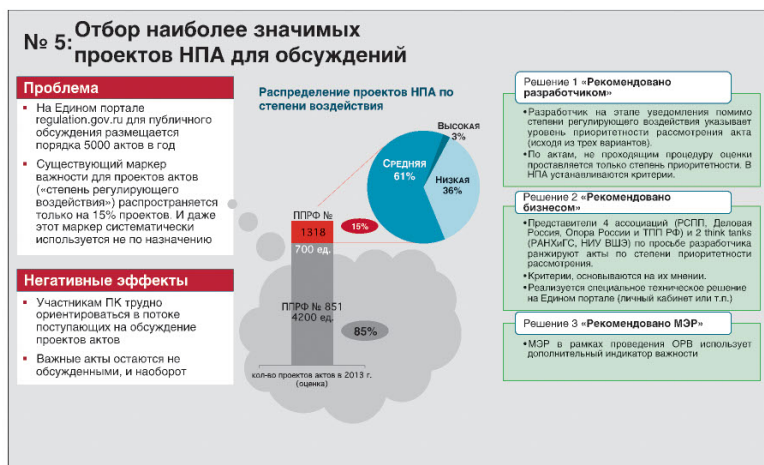 № 5:
Отбор наиболее значимых
проектов НПА для обсуждений
Проблема
На Едином портале
regulation.gov.ru для публичного
обсуждения размещается
порядка 5000 актов в год
Существующий маркер
важности для проектов актов
(«степень регулирующего
воздействия») распространяется
только на 15% проектов. И даже
этот маркер систематически
используется не по назначению
Негативные эффекты
Участникам ПК трудно
ориентироваться в потоке
поступающих на обсуждение
проектов актов
Важные акты остаются не
обсужденными, и наоборот
Распределение проектов НПА по
степени воздействия
Высокая
3%
Средняя
61%
Низкая
36%
ППРФ №
1318
700 ед.
15%
ППРФ № 851
4200 ед.
85%
кол-во проектов актов в 2013 г.
(оценка)
Решение 1 «Рекомендовано
разработчиком»
•Разработчик на этапе уведомления помимо
степени регулирующего воздействия указывает
уровень приоритетности рассмотрения акта
(исходя из трех вариантов).
•По актам, не проходящим процедуру оценки
проставляется только степень приоритетности. В
НПА устанавливаются критерии.
Решение 2 «Рекомендовано
бизнесом»
•Представители 4 ассоциаций (РСПП, Деловая
Россия, Опора России и ТПП РФ) и 2 think tanks
(РАНХиГС, НИУ ВШЭ) по просьбе разработчика
ранжируют акты по степени приоритетности
рассмотрения.
•Критерии, основываются на их мнении.
•Реализуется специальное техническое решение
на Едином портале (личный кабинет или т.п.)
Решение 3 «Рекомендовано МЭР»
•МЭР в рамках проведения ОРВ использует
дополнительный индикатор важности